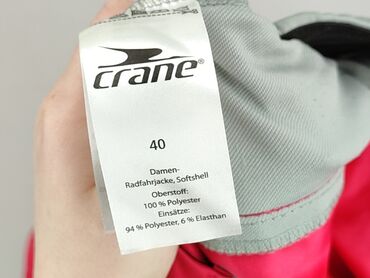 crane®
40
Damen-
Radfahrjacke, Softshell
Oberstoff:
100 % Polyester
Einsätze:
94 % Polyester, 6 % Elasthan